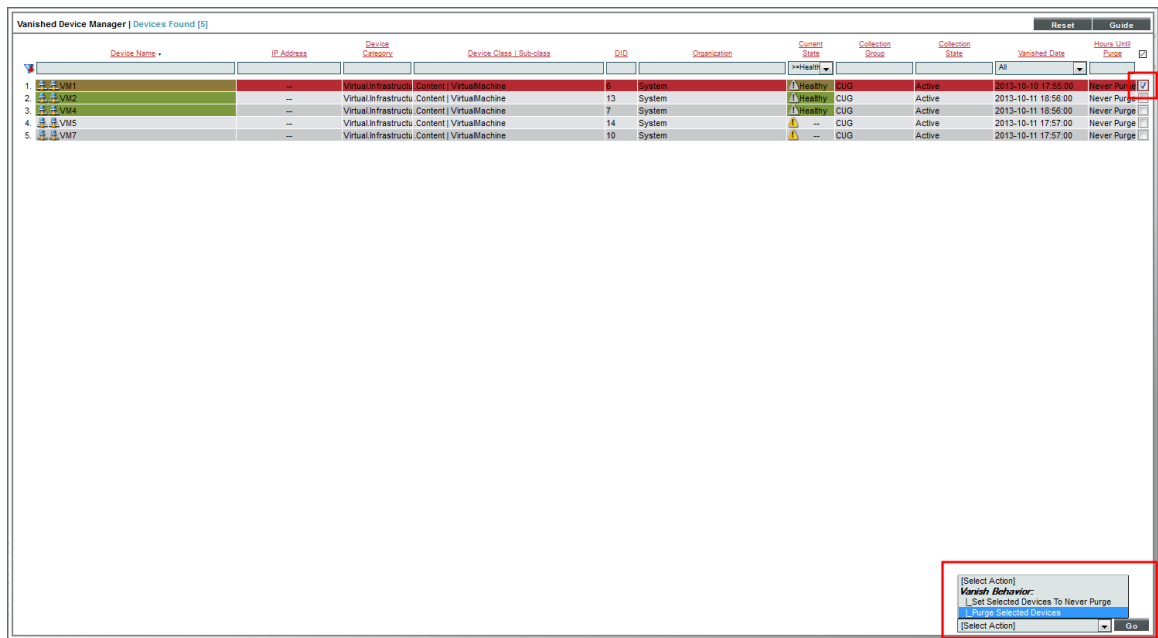 Vanished Device Manager | Devices Found [5] Reset Guide
Device Name IP Address Device Category Device Class | Sub-class DID Organization Current State Collection Group Collection State Vanished Date Hours Until Purge
>=Health All
1. VM1 -- Virtual.Infrastructu Content | VirtualMachine 6 System Healthy CUG Active 2013-10-10 17:55:00 Never Purge
2. VM2 -- Virtual.Infrastructu Content | VirtualMachine 13 System Healthy CUG Active 2013-10-11 18:56:00 Never Purge
3. VM4 -- Virtual.Infrastructu Content | VirtualMachine 7 System Healthy CUG Active 2013-10-11 18:56:00 Never Purge
4. VM5 -- Virtual.Infrastructu Content | VirtualMachine 14 System -- CUG Active 2013-10-11 17:57:00 Never Purge
5. VM7 -- Virtual.Infrastructu Content | VirtualMachine 10 System -- CUG Active 2013-10-11 17:57:00 Never Purge
[Select Action]
Vanish Behavior:
|_Set Selected Devices To Never Purge
|_Purge Selected Devices
[Select Action] Go